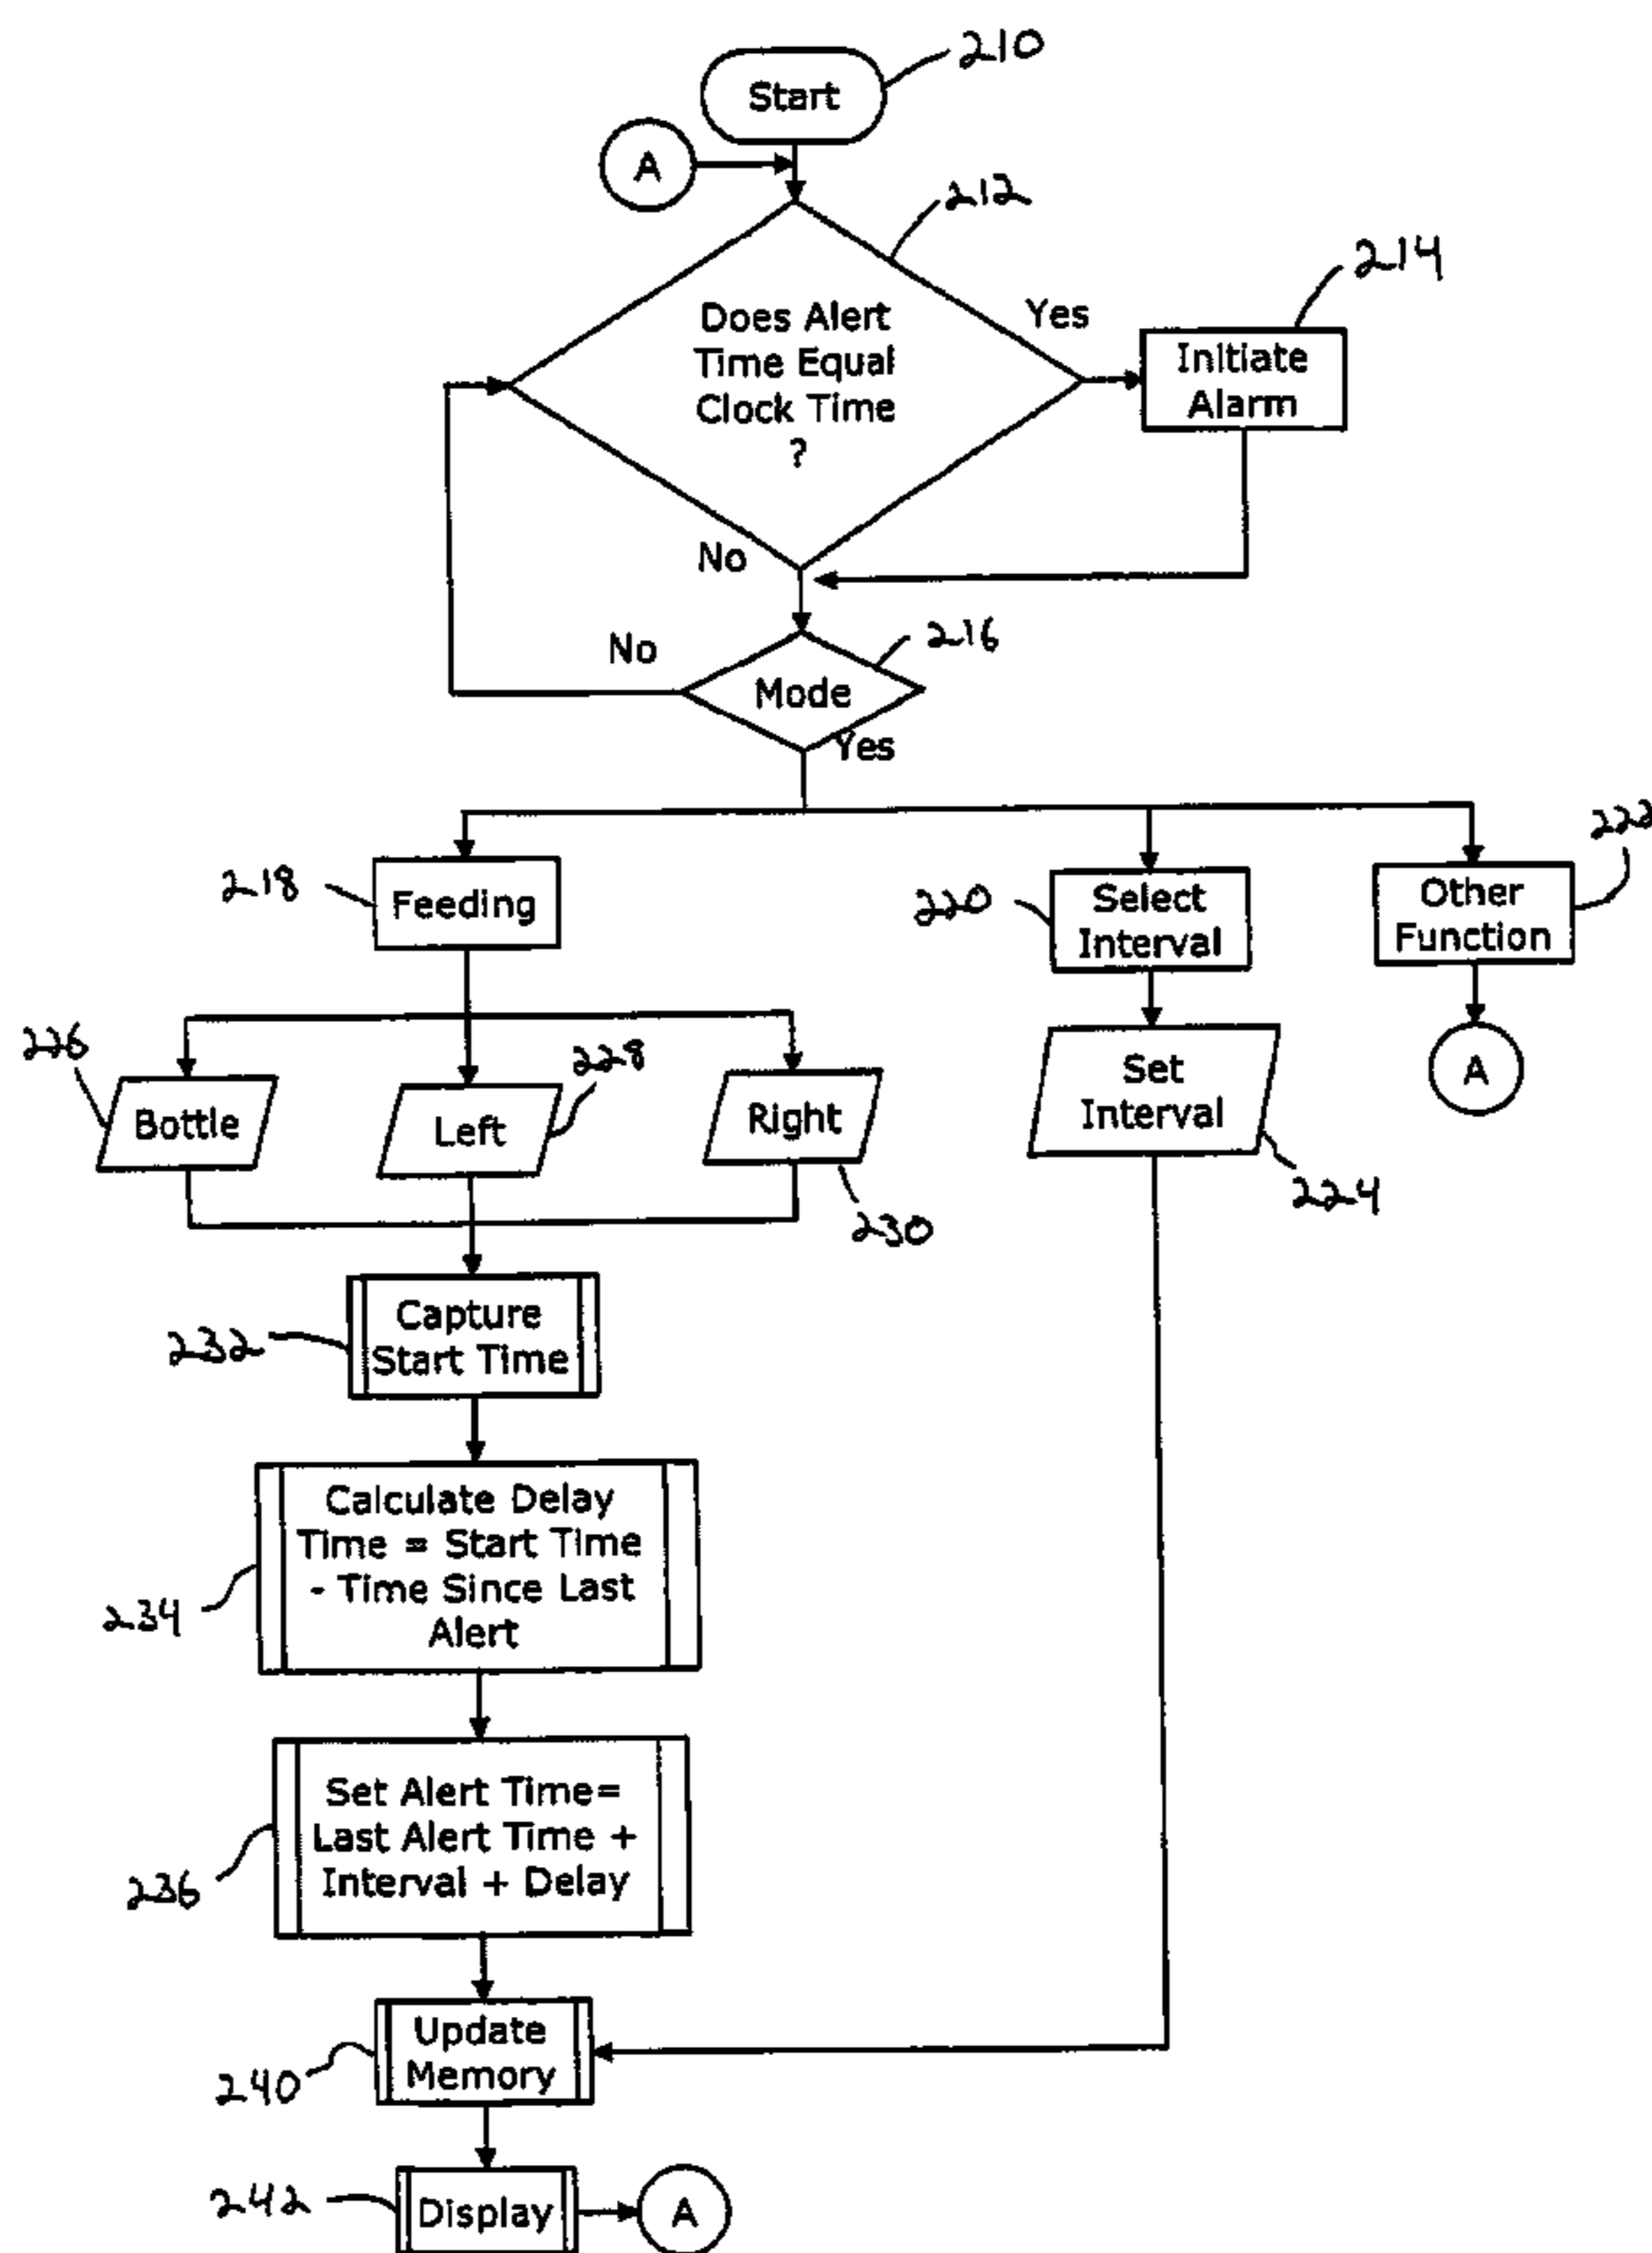 210
Start
A
212
214
Does Alert
Time Equal
Clock Time
?
Yes
Initiate
Alarm
No
No
216
Mode
Yes
218
Feeding
220
Select
Interval
222
Other
Function
226
Bottle
228
Left
Right
230
Set
Interval
224
A
232
Capture
Start Time
234
Calculate Delay
Time = Start Time
- Time Since Last
Alert
236
Set Alert Time=
Last Alert Time +
Interval + Delay
240
Update
Memory
242
Display
A